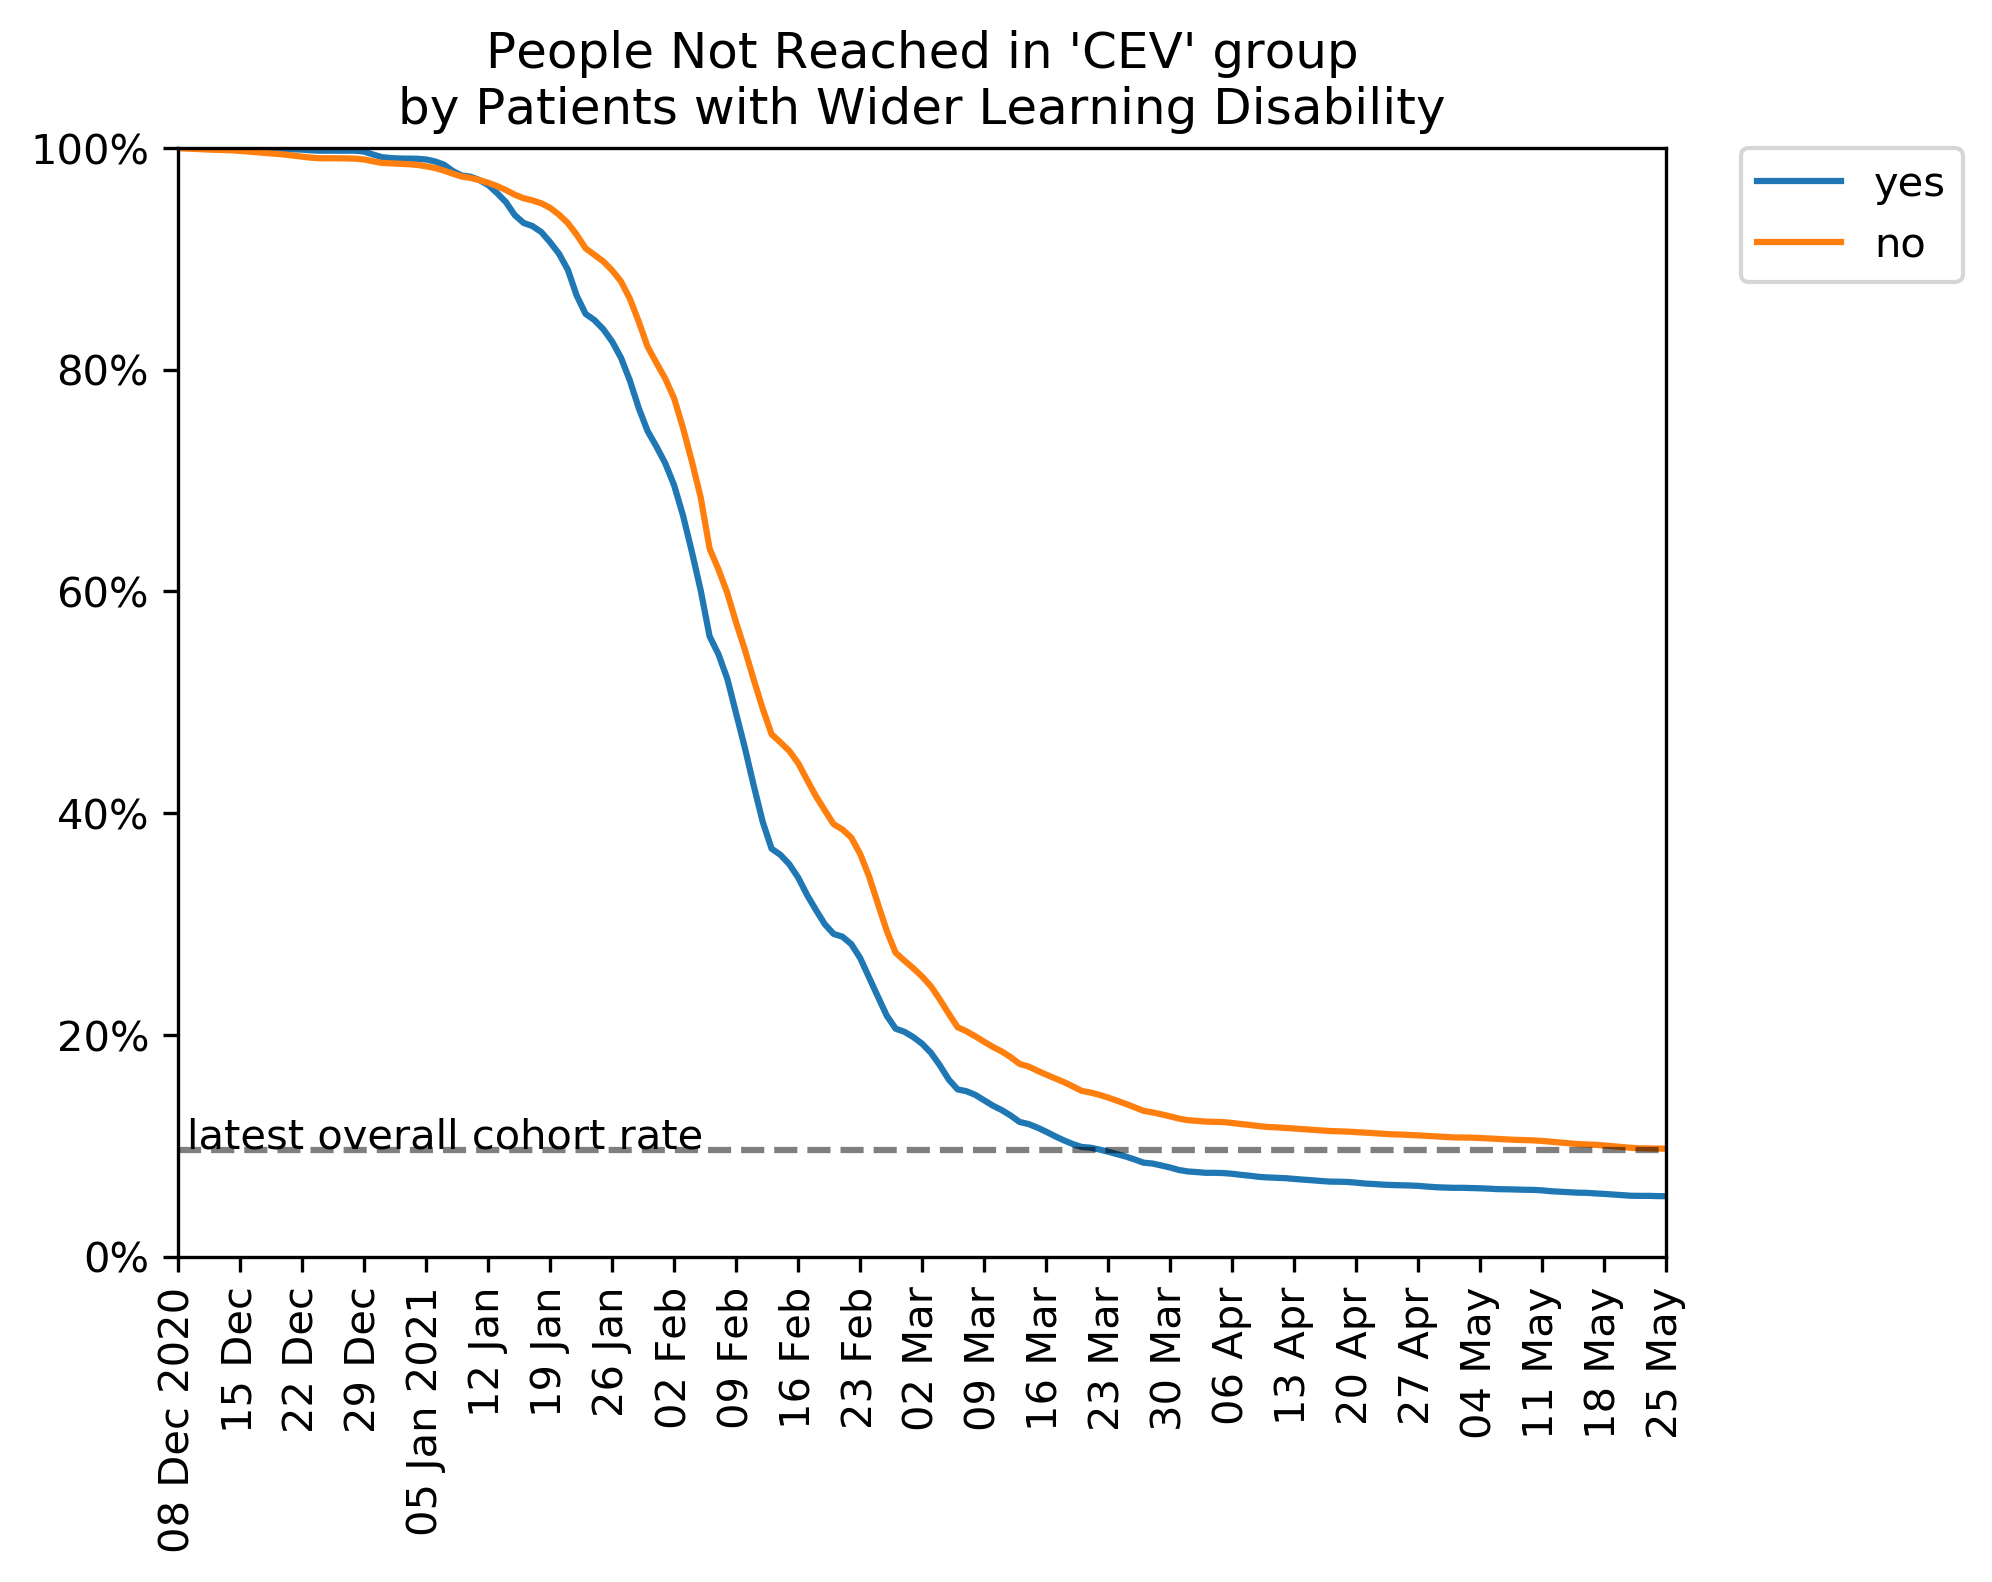 People Not Reached in 'CEV' group
by Patients with Wider Learning Disability
100%
80%
60%
40%
20%
0%
yes
no
latest overall cohort rate
08 Dec 2020
15 Dec
22 Dec
29 Dec
05 Jan 2021
12 Jan
19 Jan
26 Jan
02 Feb
09 Feb
16 Feb
23 Feb
02 Mar
09 Mar
16 Mar
23 Mar
30 Mar
06 Apr
13 Apr
20 Apr
27 Apr
04 May
11 May
18 May
25 May